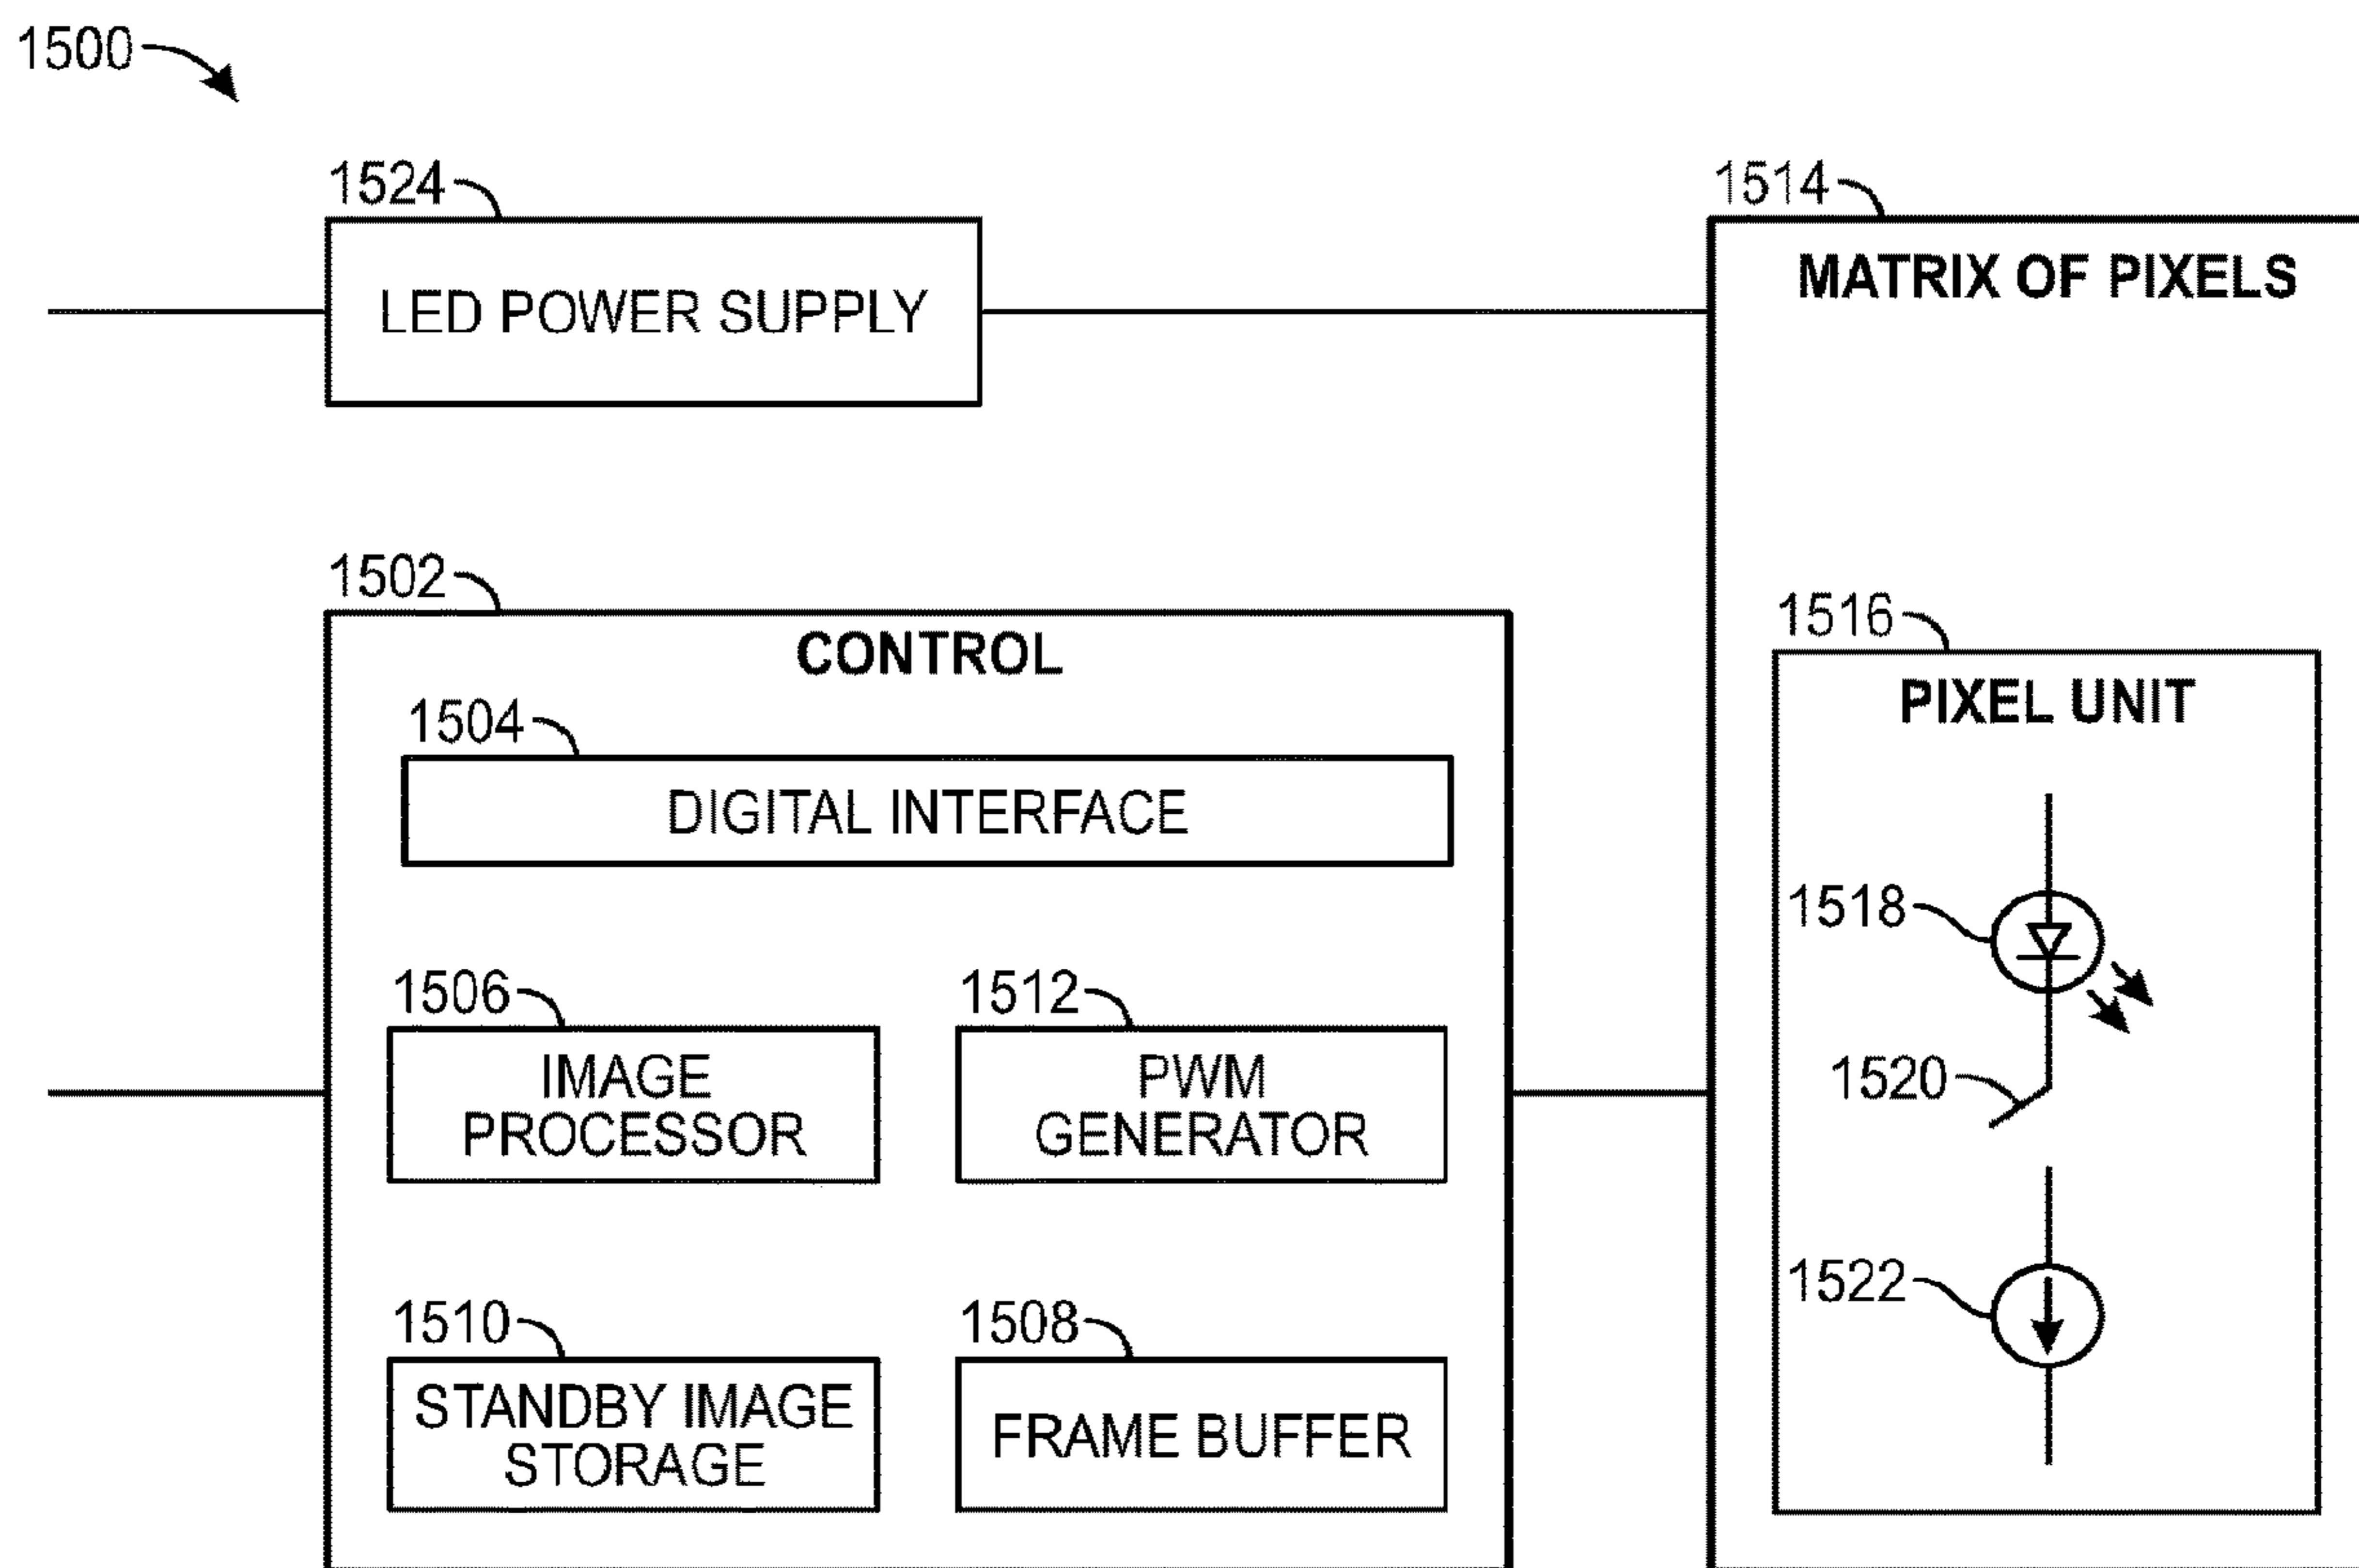 1500
1524
LED POWER SUPPLY
1514
MATRIX OF PIXELS
1502
CONTROL
1504
DIGITAL INTERFACE
1506
IMAGE
PROCESSOR
1512
PWM
GENERATOR
1510
STANDBY IMAGE
STORAGE
1508
FRAME BUFFER
1516
PIXEL UNIT
1518
1520
1522